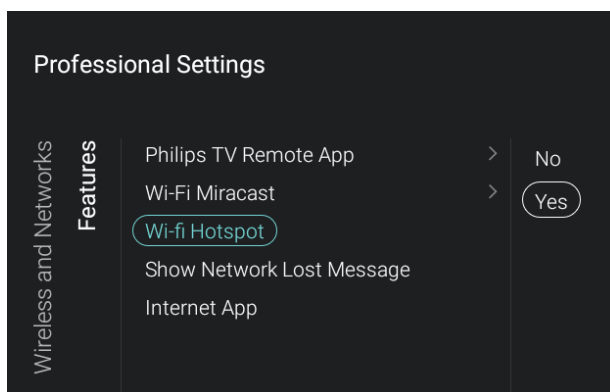 Professional Settings
Wireless and Networks
Features
Philips TV Remote App
Wi-Fi Miracast
Wi-fi Hotspot
Show Network Lost Message
Internet App
No
Yes